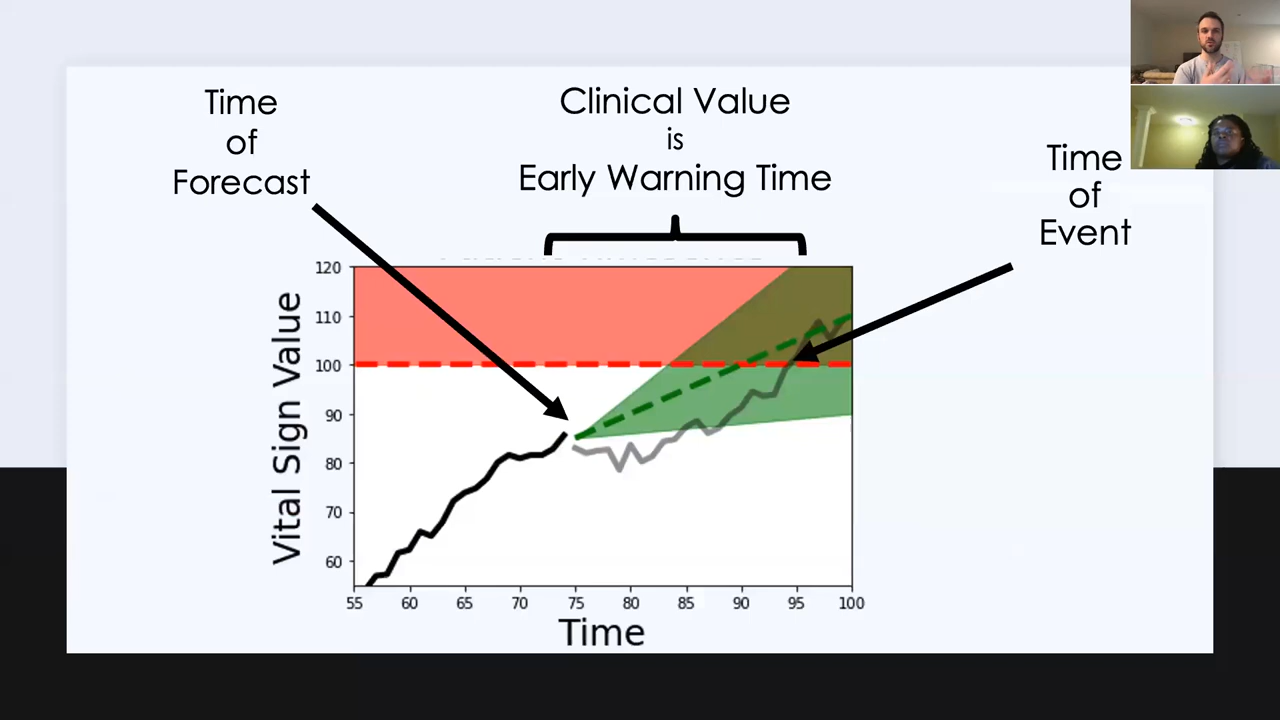 Time
of
Forecast
Clinical Value
is
Early Warning Time
Time
of
Event
Vital Sign Value
120
110
100
90
80
70
60
55
60
65
70
75
80
85
90
95
100
Time